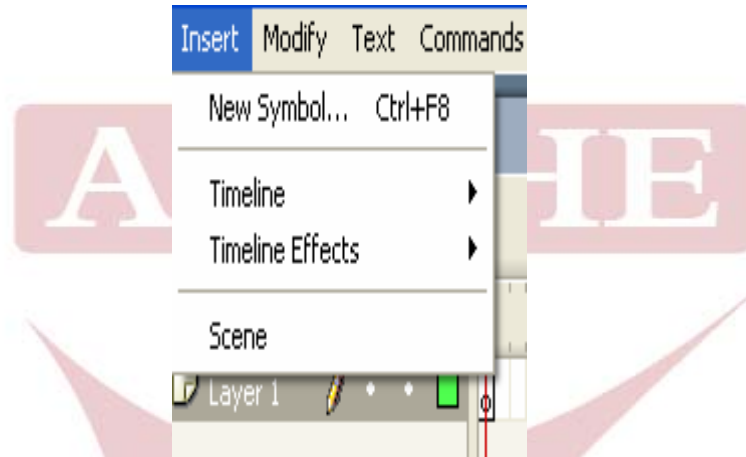 Insert Modify Text Commands
New Symbol... Ctrl+F8
Timeline
Timeline Effects
Scene
Layer 1